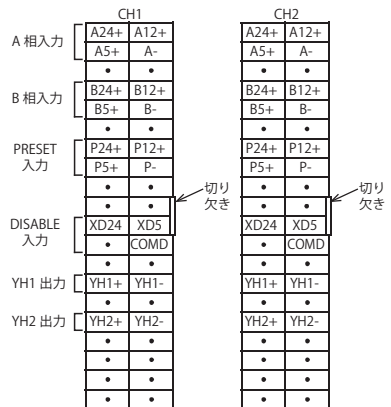 CH1 CH2
A 相入力 A24+ A12+ A24+ A12+
A5+ A- A5+ A-
• • • •
B 相入力 B24+ B12+ B24+ B12+
B5+ B- B5+ B-
• • • •
PRESET 入力 P24+ P12+ P24+ P12+
P5+ P- P5+ P-
• • • •
切り欠き 切り欠き
• • • •
DISABLE 入力 XD24 XD5 XD24 XD5
• COMD • COMD
• • • •
YH1 出力 YH1+ YH1- YH1+ YH1-
• • • •
YH2 出力 YH2+ YH2- YH2+ YH2-
• • • •
• • • •
• • • •
• • • •